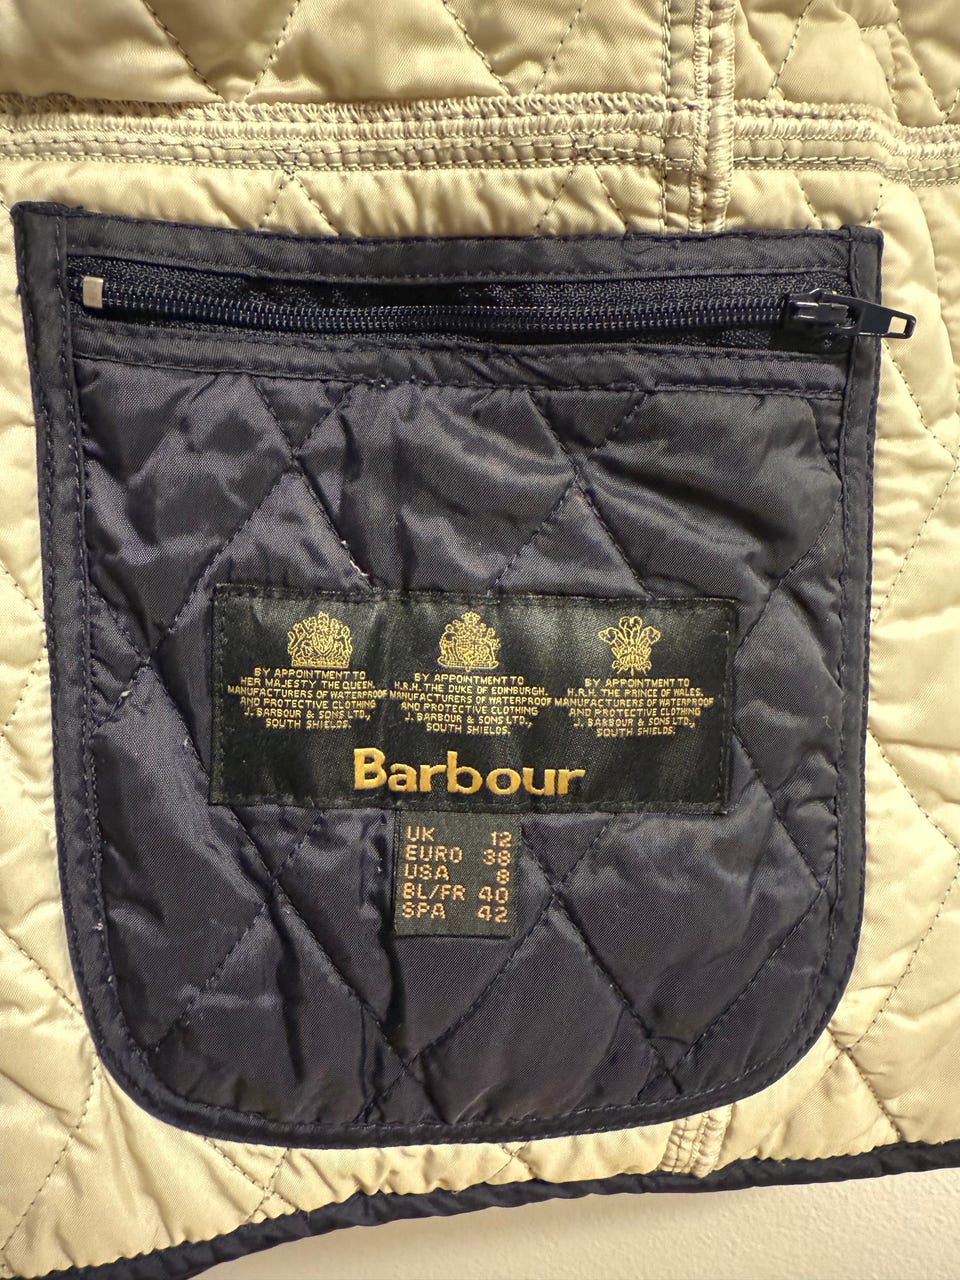 BY APPOINTMENT TO
HER MAJESTY THE QUEEN.
MANUFACTURERS OF WATERPROOF
AND PROTECTIVE CLOTHING
J. BARBOUR & SONS LTD.,
SOUTH SHIELDS.
BY APPOINTMENT TO
H.R.H. THE DUKE OF EDINBURGH.
MANUFACTURERS OF WATERPROOF
AND PROTECTIVE CLOTHING
J. BARBOUR & SONS LTD.,
SOUTH SHIELDS.
BY APPOINTMENT TO
H.R.H. THE PRINCE OF WALES.
MANUFACTURERS OF WATERPROOF
AND PROTECTIVE CLOTHING
J. BARBOUR & SONS LTD.,
SOUTH SHIELDS.
Barbour
UK 12
EURO 38
USA 8
BL/FR 40
SPA 42